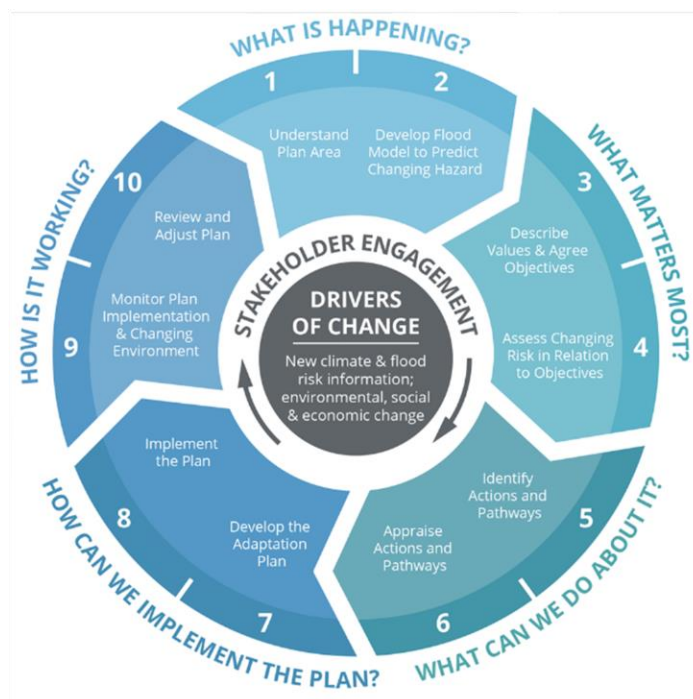 WHAT IS HAPPENING?
1
Understand
Plan Area
2
Develop Flood
Model to Predict
Changing Hazard
WHAT MATTERS MOST?
3
Describe
Values & Agree
Objectives
4
Assess Changing
Risk in Relation
to Objectives
WHAT CAN WE DO ABOUT IT?
5
Identify
Actions and
Pathways
6
Appraise
Actions and
Pathways
HOW CAN WE IMPLEMENT THE PLAN?
7
Develop the
Adaptation
Plan
8
Implement
the Plan
HOW IS IT WORKING?
9
Monitor Plan
Implementation
& Changing
Environment
10
Review and
Adjust Plan
STAKEHOLDER ENGAGEMENT
DRIVERS
OF CHANGE
New climate & flood
risk information;
environmental, social
& economic change